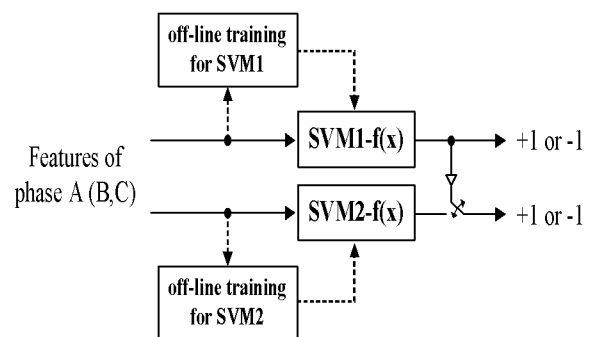 off-line training
for SVM1
Features of
phase A (B,C)
SVM1-f(x)
+1 or -1
SVM2-f(x)
+1 or -1
off-line training
for SVM2